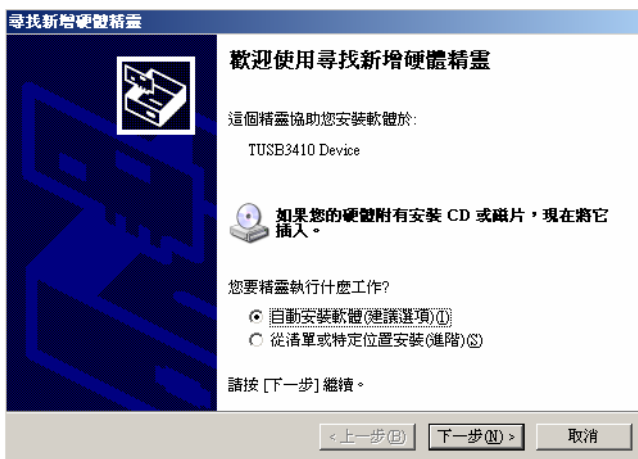 尋找新增硬體精靈
歡迎使用尋找新增硬體精靈
這個精靈協助您安裝軟體於:
TUSB3410 Device
如果您的硬體附有安裝 CD 或磁片，現在將它
插入。
您要精靈執行什麼工作?
自動安裝軟體(建議選項)(I)
從清單或特定位置安裝(進階)(S)
請按 [下一步] 繼續。
< 上一步(B)
下一步(N) >
取消